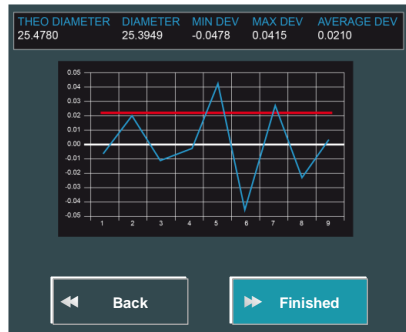 THEO DIAMETER DIAMETER MIN DEV MAX DEV AVERAGE DEV
25.4780 25.3949 -0.0478 0.0415 0.0210
0.05
0.04
0.03
0.02
0.01
0.00
-0.01
-0.02
-0.03
-0.04
-0.05
1 2 3 4 5 6 7 8 9
Back Finished